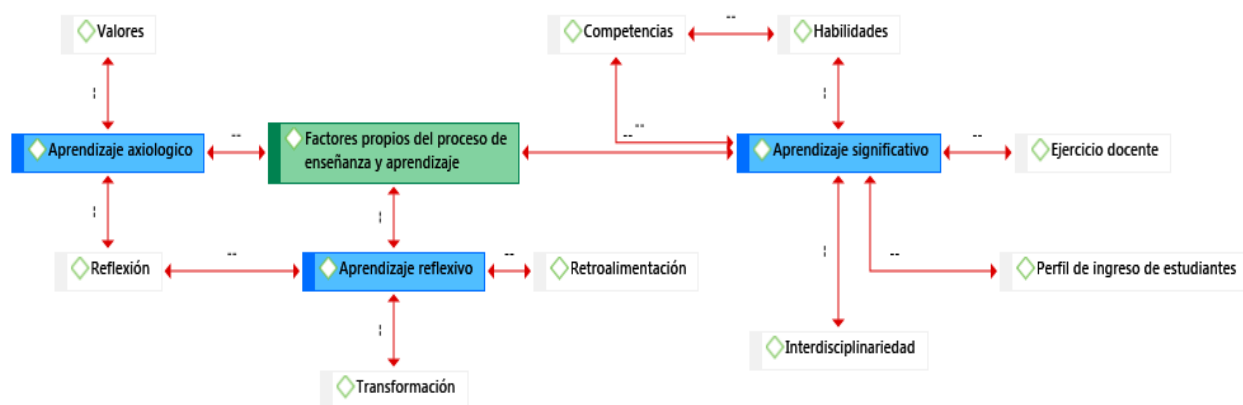 Valores
Competencias
--
Habilidades
Aprendizaje axiologico
--
Factores propios del proceso de
enseñanza y aprendizaje
--
--
Aprendizaje significativo
--
Ejercicio docente
Reflexión
--
Aprendizaje reflexivo
--
Retroalimentación
--
Perfil de ingreso de estudiantes
Interdisciplinariedad
Transformación